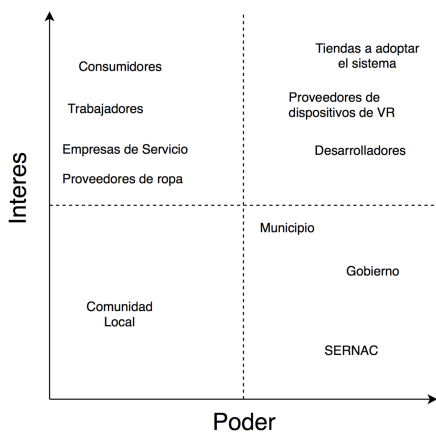 Tiendas a adoptar
el sistema
Consumidores
Proveedores de
dispositivos de VR
Trabajadores
Empresas de Servicio
Desarrolladores
Proveedores de ropa
Interes
Municipio
Gobierno
Comunidad
Local
SERNAC
Poder